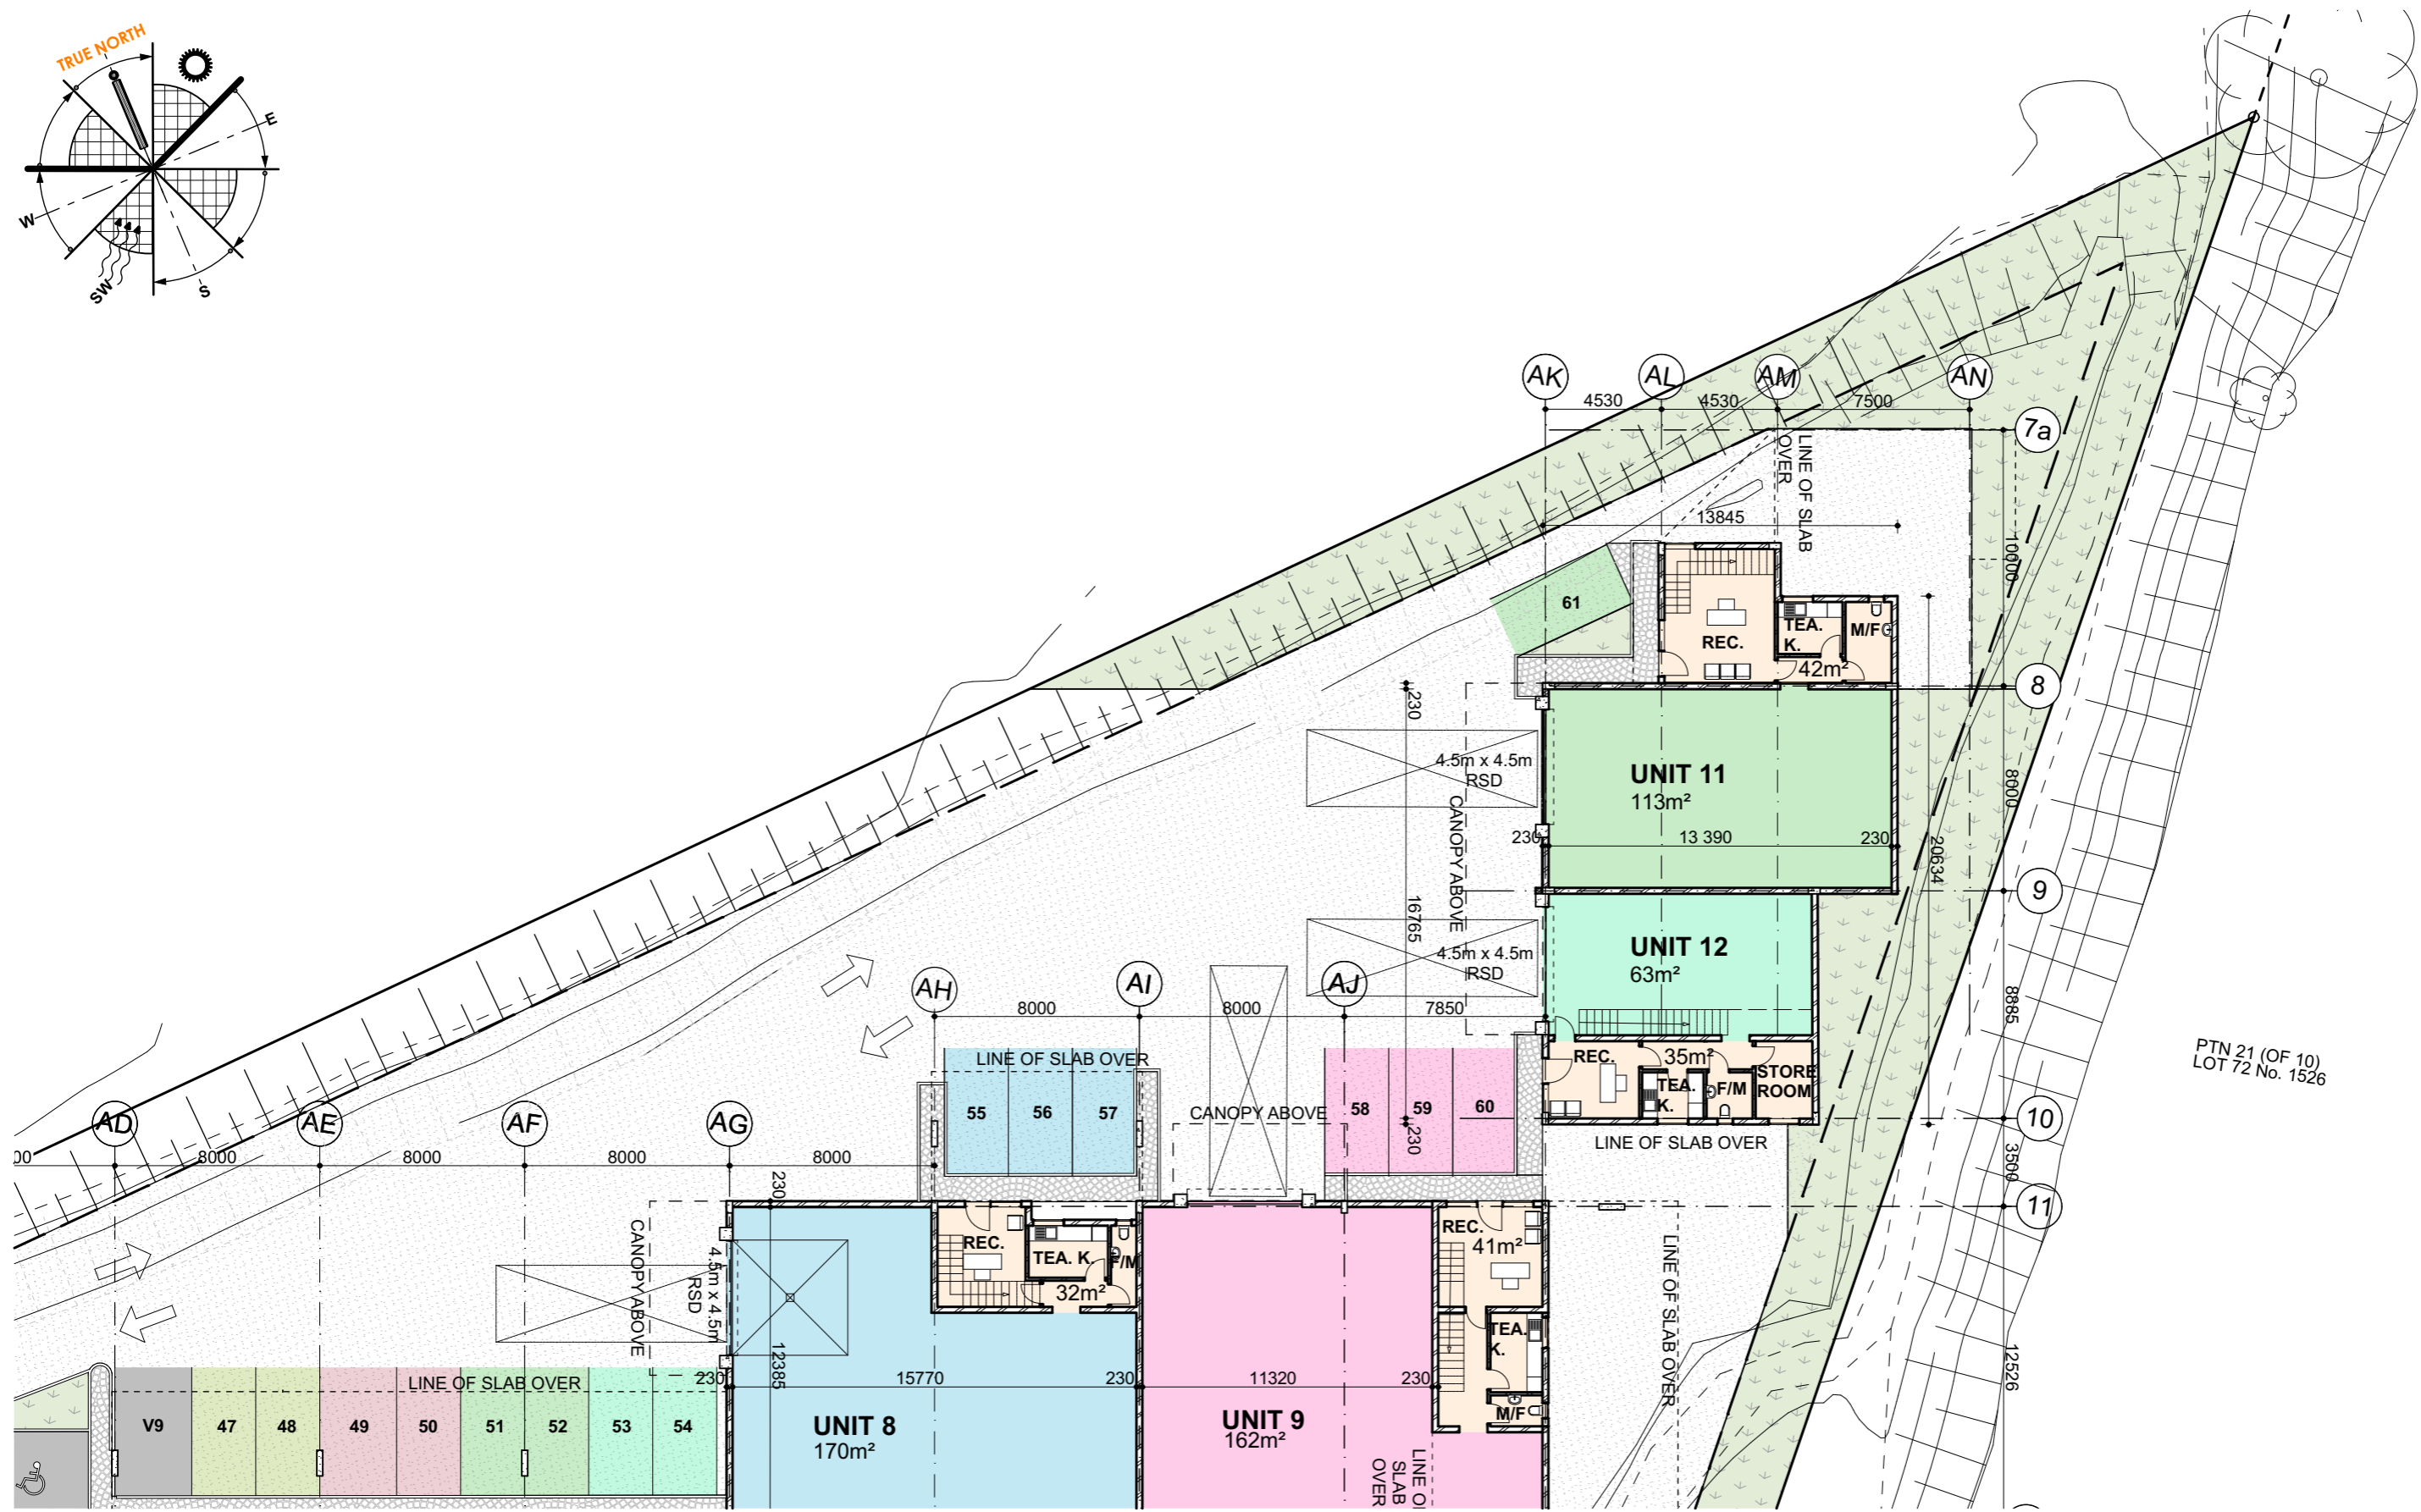 TRUE NORTH
E
W
SW
S
AK
AL
AM
AN
4530
4530
7500
7a
LINE OF SLAB
OVER
13845
10000
61
REC.
TEA.
K.
M/F
42m²
8
230
4.5m x 4.5m
RSD
UNIT 11
113m²
8000
CANOPY ABOVE
230
13 390
230
20634
9
16765
UNIT 12
63m²
4.5m x 4.5m
RSD
AH
AI
AJ
8000
8000
7850
8885
LINE OF SLAB OVER
REC.
35m²
STORE
ROOM
TEA.
K.
F/M
PTN 21 (OF 10)
LOT 72 No. 1526
55
56
57
CANOPY ABOVE
58
59
60
230
10
LINE OF SLAB OVER
AD
AE
AF
AG
00
8000
8000
8000
8000
3500
230
11
CANOPY ABOVE
4.5m x 4.5m
RSD
REC.
TEA. K.
F/M
32m²
REC.
41m²
TEA.
K.
M/F
LINE OF SLAB OVER
12385
12526
LINE OF SLAB OVER
230
15770
230
11320
230
V9
47
48
49
50
51
52
53
54
UNIT 8
170m²
UNIT 9
162m²
SLAB
OVER